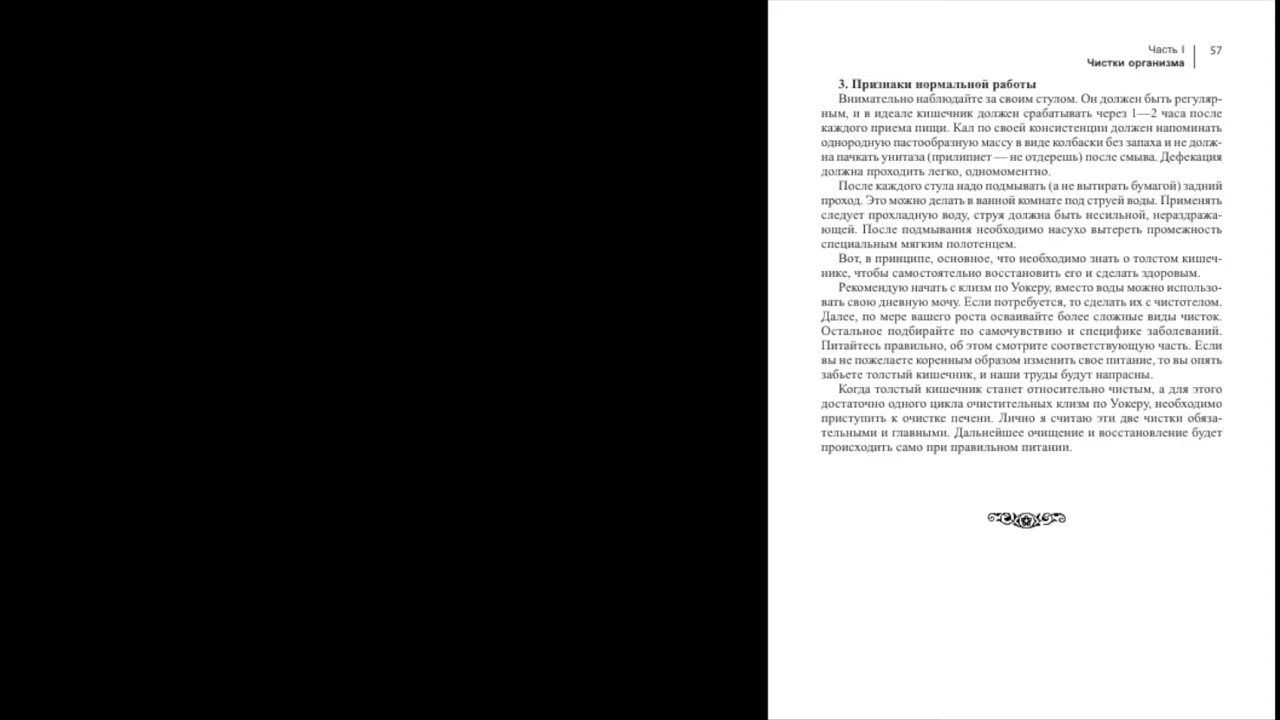 Часть I
57
Чистки организма
3. Признаки нормальной работы
Внимательно наблюдайте за своим стулом. Он должен быть регуляр-
ным, и в идеале кишечник должен срабатывать через 1—2 часа после
каждого приема пищи. Кал по своей консистенции должен напоминать
однородную пастообразную массу в виде колбаски без запаха и не долж-
на пачкать унитаза (прилипнет — не отдерешь) после смыва. Дефекация
должна проходить легко, одномоментно.
После каждого стула надо подмывать (а не вытирать бумагой) задний
проход. Это можно делать в ванной комнате под струей воды. Применять
следует прохладную воду, струя должна быть несильной, нераздража-
ющей. После подмывания необходимо насухо вытереть промежность
специальным мягким полотенцем.
Вот, в принципе, основное, что необходимо знать о толстом кишеч-
нике, чтобы самостоятельно восстановить его и сделать здоровым.
Рекомендую начать с клизм по Уокеру, вместо воды можно использо-
вать свою дневную мочу. Если потребуется, то сделать их с чистотелом.
Далее, по мере вашего роста осваивайте более сложные виды чисток.
Остальное подбирайте по самочувствию и специфике заболеваний.
Питайтесь правильно, об этом смотрите соответствующую часть. Если
вы не пожелаете коренным образом изменить свое питание, то вы опять
забьете толстый кишечник, и наши труды будут напрасны.
Когда толстый кишечник станет относительно чистым, а для этого
достаточно одного цикла очистительных клизм по Уокеру, необходимо
приступить к очистке печени. Лично я считаю эти две чистки обяза-
тельными и главными. Дальнейшее очищение и восстановление будет
происходить само при правильном питании.